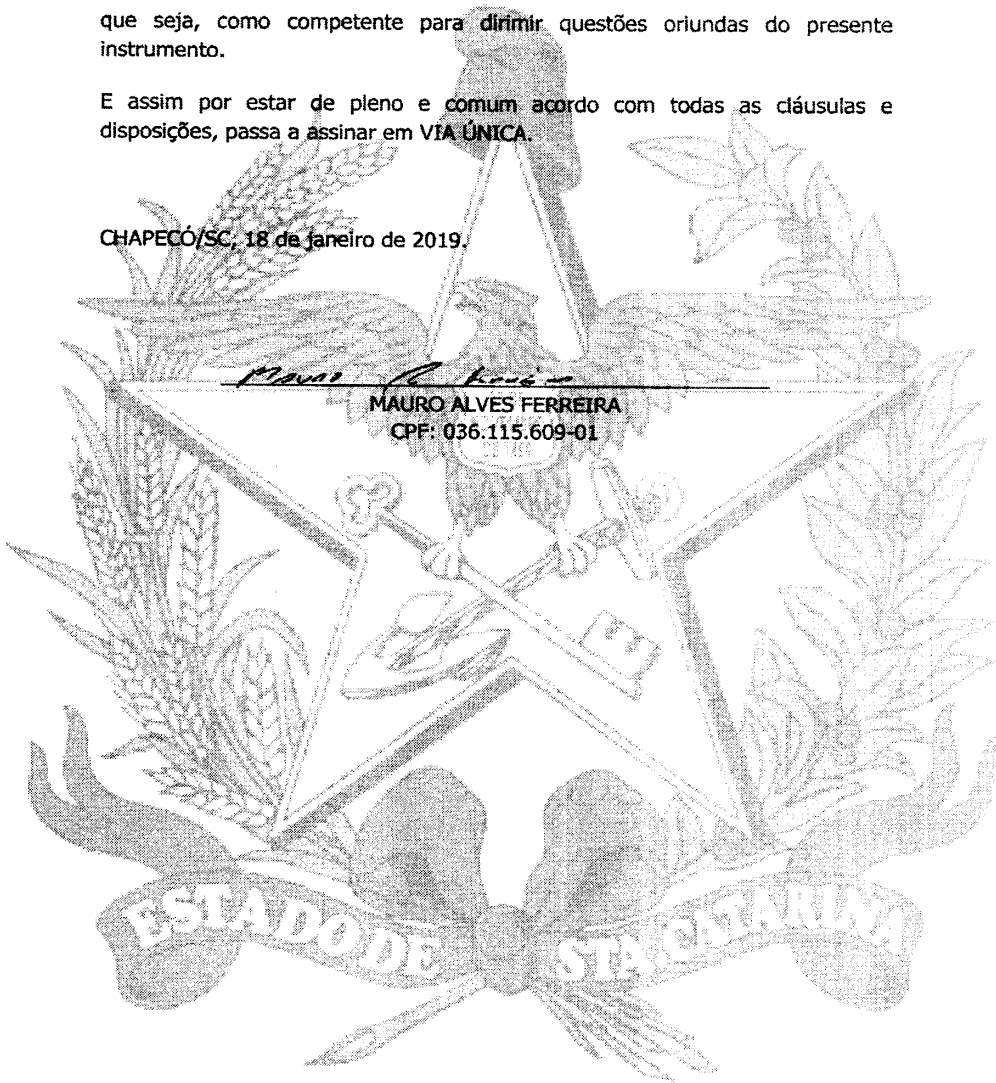 que seja, como competente para dirimir questões oriundas do presente
instrumento.
E assim por estar de pleno e comum acordo com todas as cláusulas e
disposições, passa a assinar em VIA ÚNICA.
CHAPECÓ/SC, 18 de janeiro de 2019.
Mauro
MAURO ALVES FERREIRA
CPF: 036.115.609-01
ESTADO DE STA. CATARINA